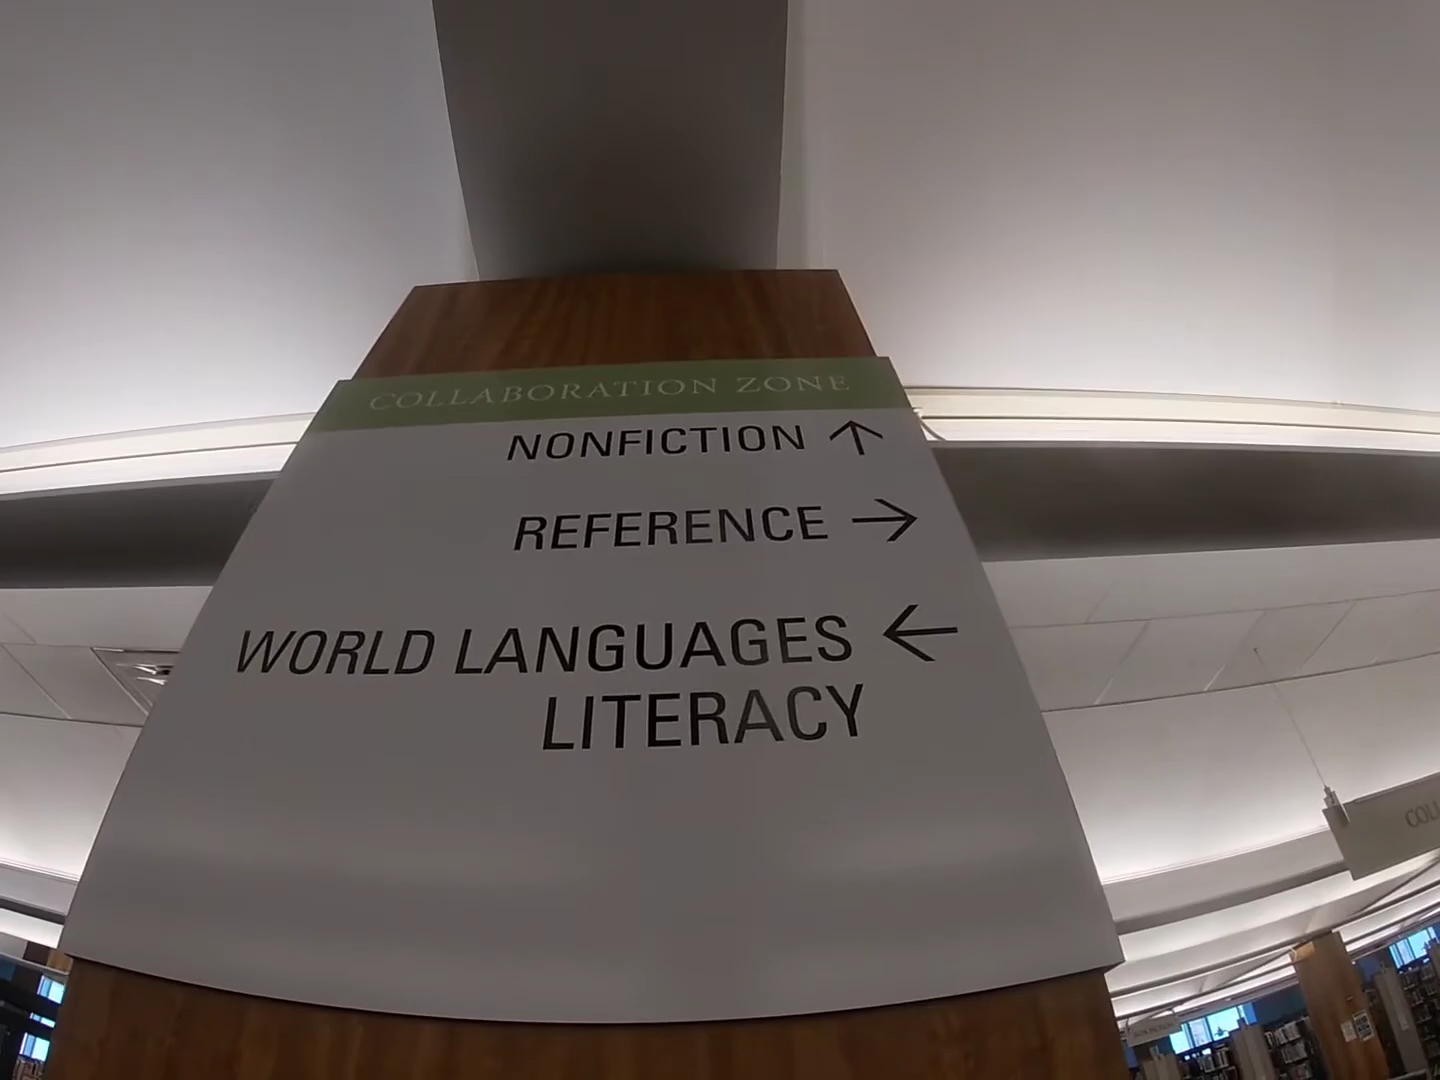 COLLABORATION ZONE
NONFICTION ↑
REFERENCE →
WORLD LANGUAGES ←
LITERACY